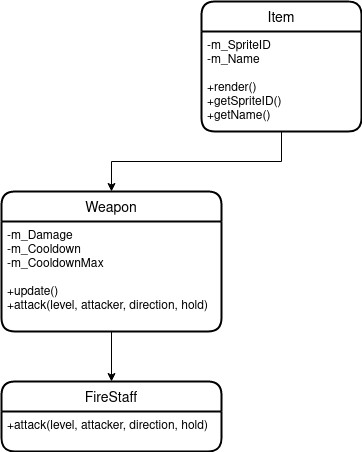 Item
-m_SpriteID
-m_Name
+render()
+getSpriteID()
+getName()
Weapon
-m_Damage
-m_Cooldown
-m_CooldownMax
+update()
+attack(level, attacker, direction, hold)
FireStaff
+attack(level, attacker, direction, hold)